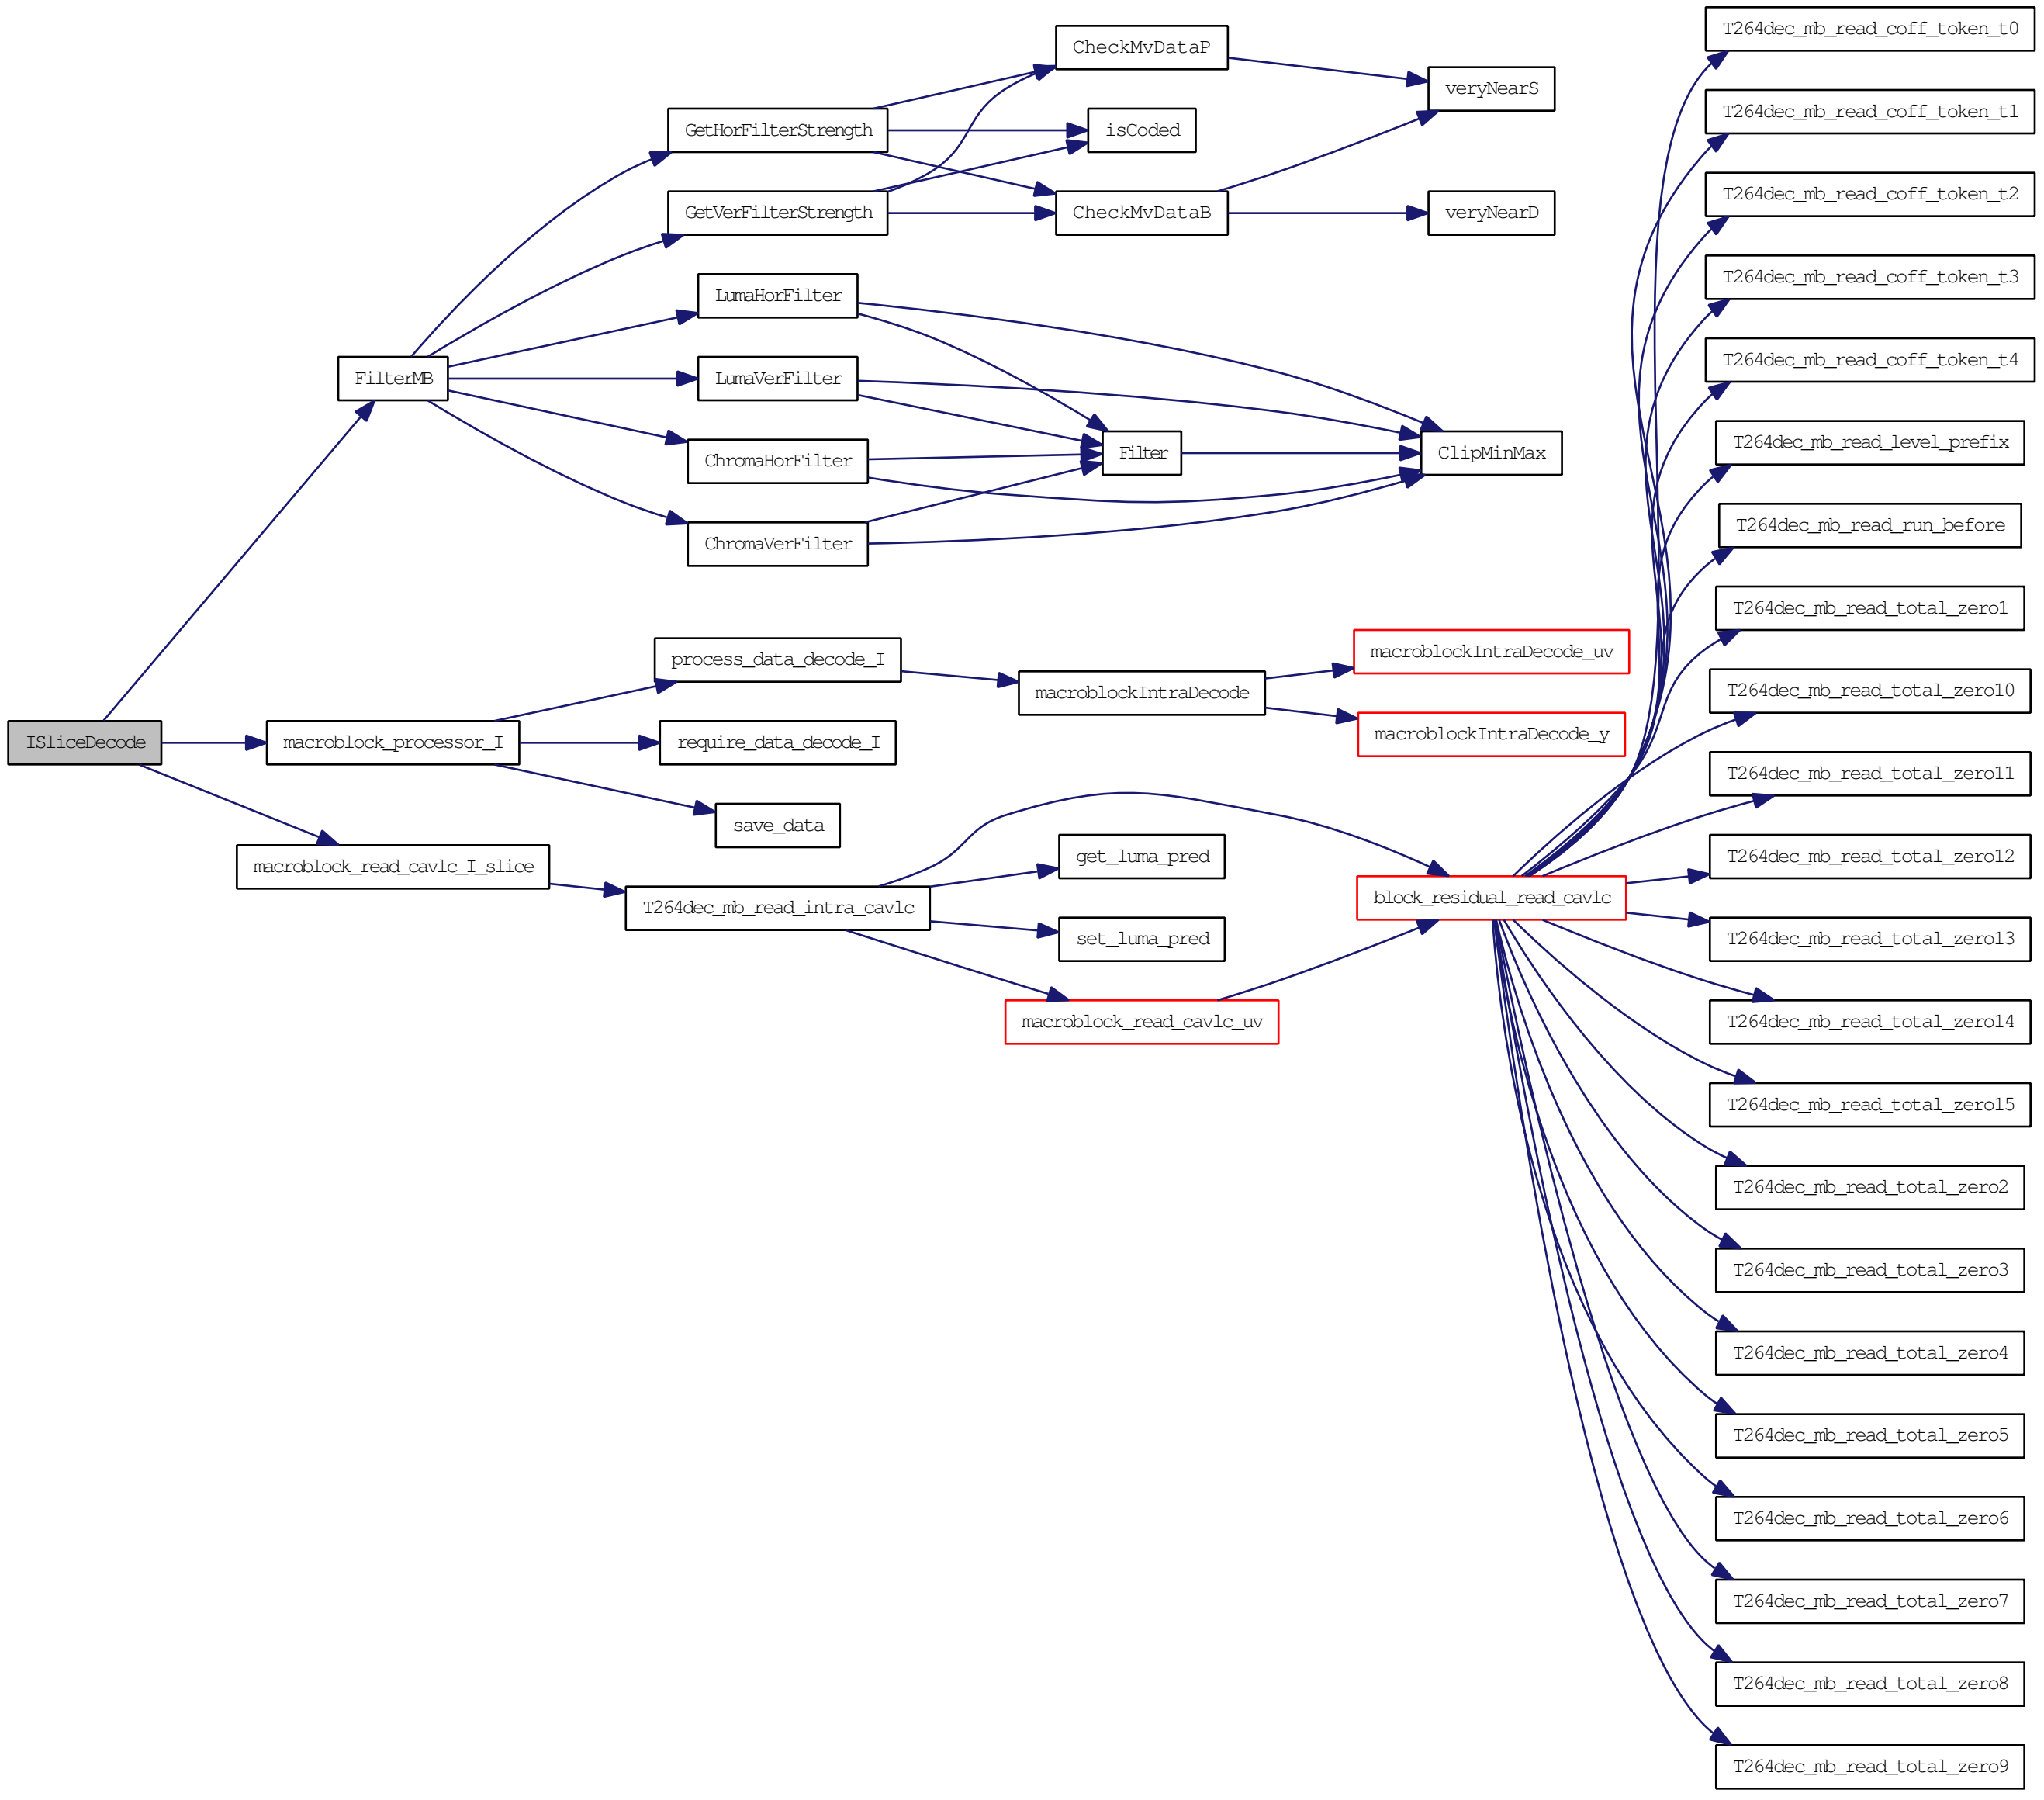 ISliceDecode
FilterMB
macroblock_processor_I
macroblock_read_cavlc_I_slice
GetHorFilterStrength
GetVerFilterStrength
LumaHorFilter
LumaVerFilter
ChromaHorFilter
ChromaVerFilter
process_data_decode_I
require_data_decode_I
save_data
T264dec_mb_read_intra_cavlc
CheckMvDataP
isCoded
CheckMvDataB
Filter
macroblockIntraDecode
get_luma_pred
set_luma_pred
macroblock_read_cavlc_uv
veryNearS
veryNearD
ClipMinMax
macroblockIntraDecode_uv
macroblockIntraDecode_y
block_residual_read_cavlc
T264dec_mb_read_coff_token_t0
T264dec_mb_read_coff_token_t1
T264dec_mb_read_coff_token_t2
T264dec_mb_read_coff_token_t3
T264dec_mb_read_coff_token_t4
T264dec_mb_read_level_prefix
T264dec_mb_read_run_before
T264dec_mb_read_total_zero1
T264dec_mb_read_total_zero10
T264dec_mb_read_total_zero11
T264dec_mb_read_total_zero12
T264dec_mb_read_total_zero13
T264dec_mb_read_total_zero14
T264dec_mb_read_total_zero15
T264dec_mb_read_total_zero2
T264dec_mb_read_total_zero3
T264dec_mb_read_total_zero4
T264dec_mb_read_total_zero5
T264dec_mb_read_total_zero6
T264dec_mb_read_total_zero7
T264dec_mb_read_total_zero8
T264dec_mb_read_total_zero9